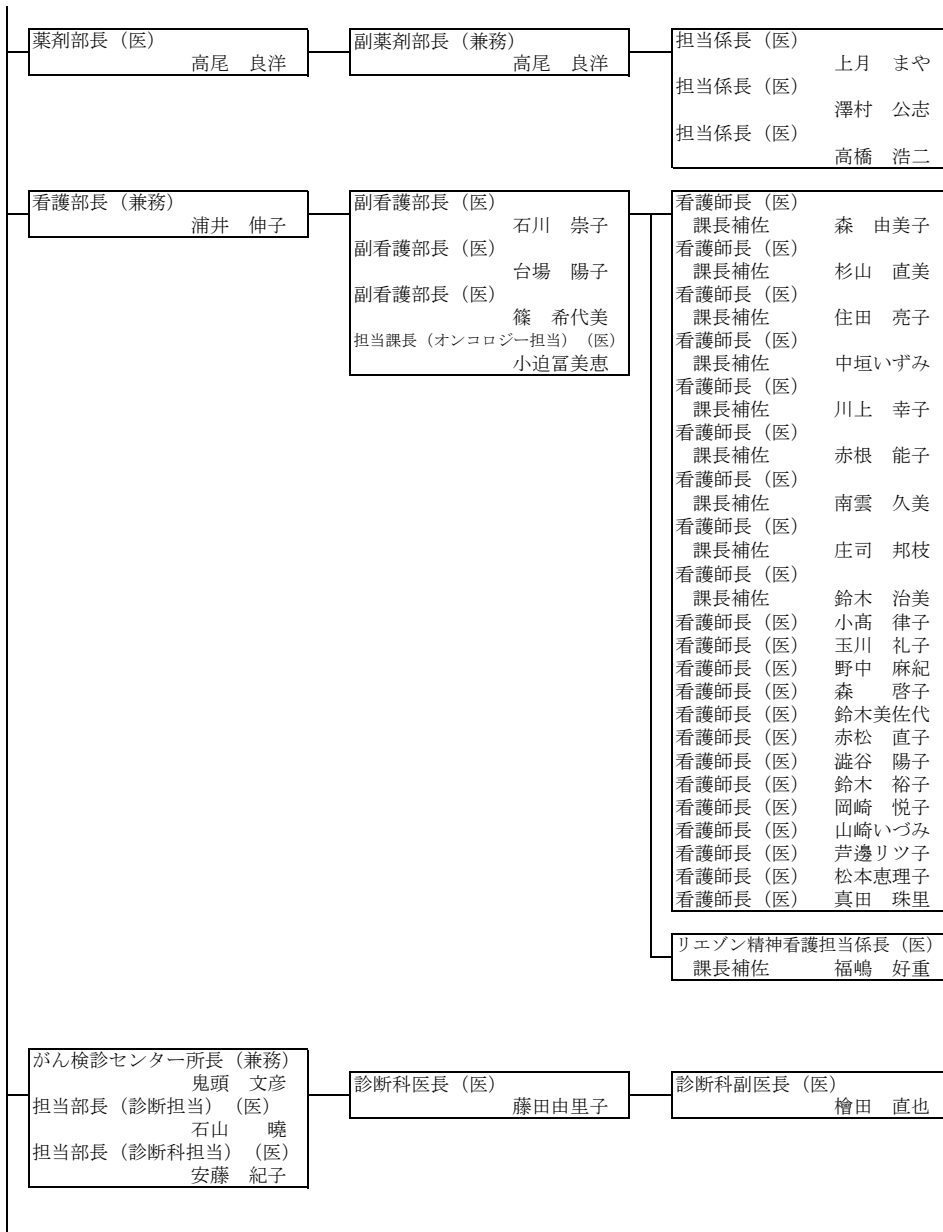 薬剤部長（医）
高尾　良洋
副薬剤部長（兼務）
高尾　良洋
担当係長（医）
上月　まや
担当係長（医）
澤村　公志
担当係長（医）
高橋　浩二
看護部長（兼務）
浦井　伸子
副看護部長（医）
石川　崇子
副看護部長（医）
台場　陽子
副看護部長（医）
篠　希代美
担当課長（オンコロジー担当）（医）
小迫冨美恵
看護師長（医）
課長補佐　森　由美子
看護師長（医）
課長補佐　杉山　直美
看護師長（医）
課長補佐　住田　亮子
看護師長（医）
課長補佐　中垣いずみ
看護師長（医）
課長補佐　川上　幸子
看護師長（医）
課長補佐　赤根　能子
看護師長（医）
課長補佐　南雲　久美
看護師長（医）
課長補佐　庄司　邦枝
看護師長（医）
課長補佐　鈴木　治美
看護師長（医）　小髙　律子
看護師長（医）　玉川　礼子
看護師長（医）　野中　麻紀
看護師長（医）　森　　啓子
看護師長（医）　鈴木美佐代
看護師長（医）　赤松　直子
看護師長（医）　澁谷　陽子
看護師長（医）　鈴木　裕子
看護師長（医）　岡崎　悦子
看護師長（医）　山崎いづみ
看護師長（医）　芦邊リツ子
看護師長（医）　松本恵理子
看護師長（医）　真田　珠里
リエゾン精神看護担当係長（医）
課長補佐　福嶋　好重
がん検診センター所長（兼務）
鬼頭　文彦
担当部長（診断担当）（医）
石山　　曉
担当部長（診断科担当）（医）
安藤　紀子
診断科医長（医）
藤田由里子
診断科副医長（医）
檜田　直也